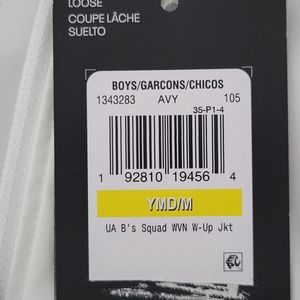 LOOSE
COUPE LÂCHE
SUELTO
BOYS/GARCONS/CHICOS
1343283 AVY 105
35-P1-4
1 92810 19456 4
YMD/M
UA B's Squad WVN W-Up Jkt